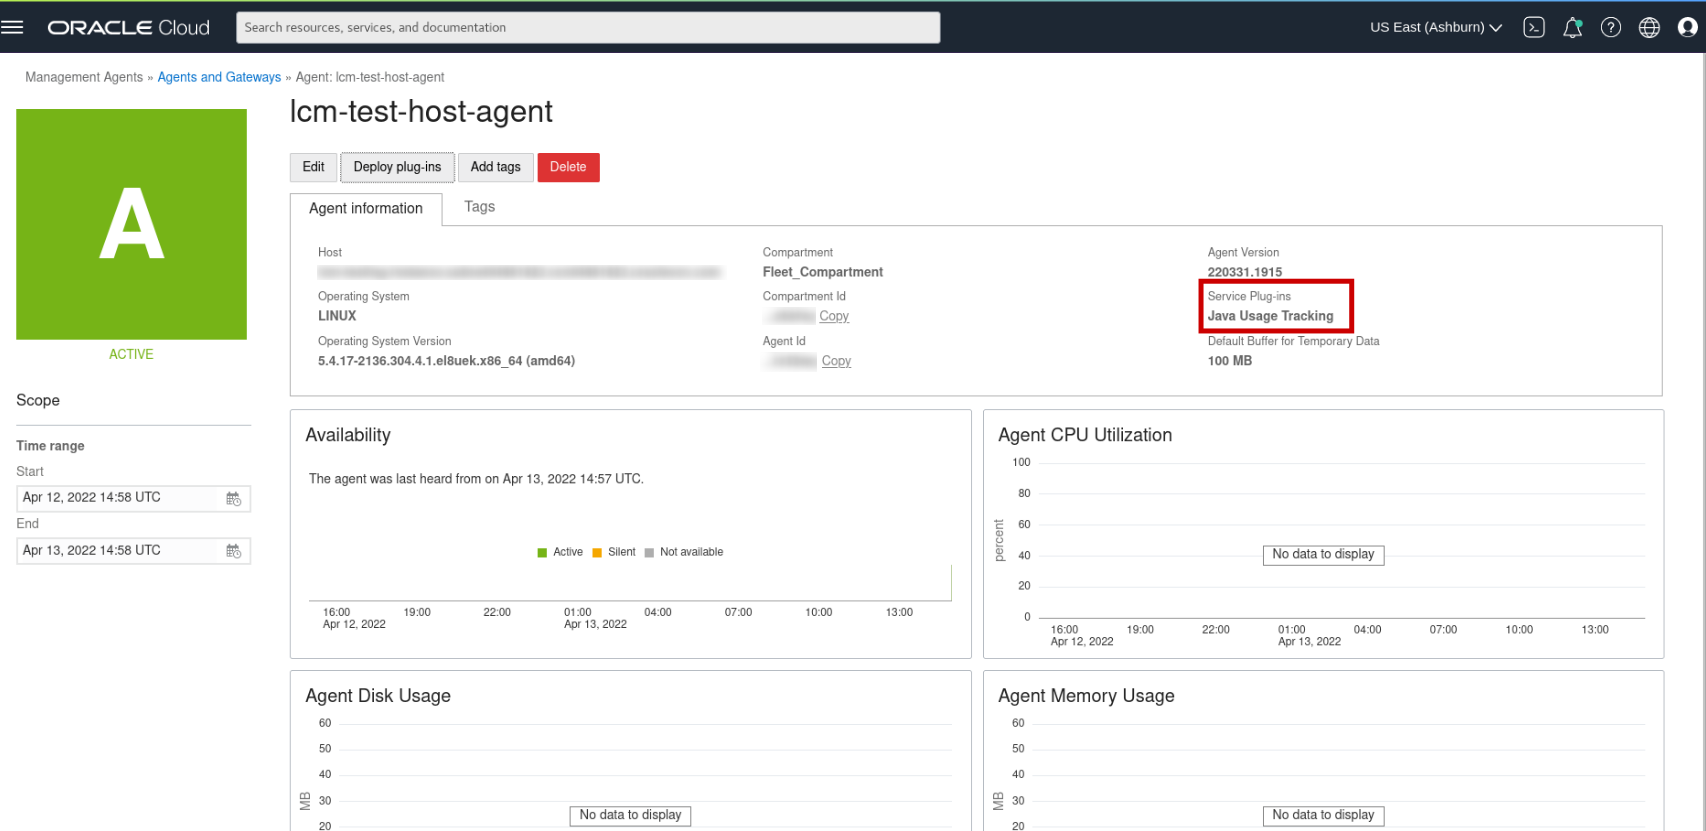 ORACLE Cloud
Search resources, services, and documentation
US East (Ashburn)
Management Agents » Agents and Gateways » Agent: lcm-test-host-agent
A
ACTIVE
Scope
Time range
Start
Apr 12, 2022 14:58 UTC
End
Apr 13, 2022 14:58 UTC
lcm-test-host-agent
Edit Deploy plug-ins Add tags Delete
Agent information Tags
Host
Operating System
LINUX
Operating System Version
5.4.17-2136.304.4.1.el8uek.x86_64 (amd64)
Compartment
Fleet_Compartment
Compartment Id
Copy
Agent Id
Copy
Agent Version
220331.1915
Service Plug-ins
Java Usage Tracking
Default Buffer for Temporary Data
100 MB
Availability
The agent was last heard from on Apr 13, 2022 14:57 UTC.
Active Silent Not available
16:00 19:00 22:00 01:00 04:00 07:00 10:00 13:00
Apr 12, 2022 Apr 13, 2022
Agent CPU Utilization
percent
100
80
60
40
20
0
No data to display
16:00 19:00 22:00 01:00 04:00 07:00 10:00 13:00
Apr 12, 2022 Apr 13, 2022
Agent Disk Usage
MB
60
50
40
30
20
No data to display
Agent Memory Usage
MB
60
50
40
30
20
No data to display